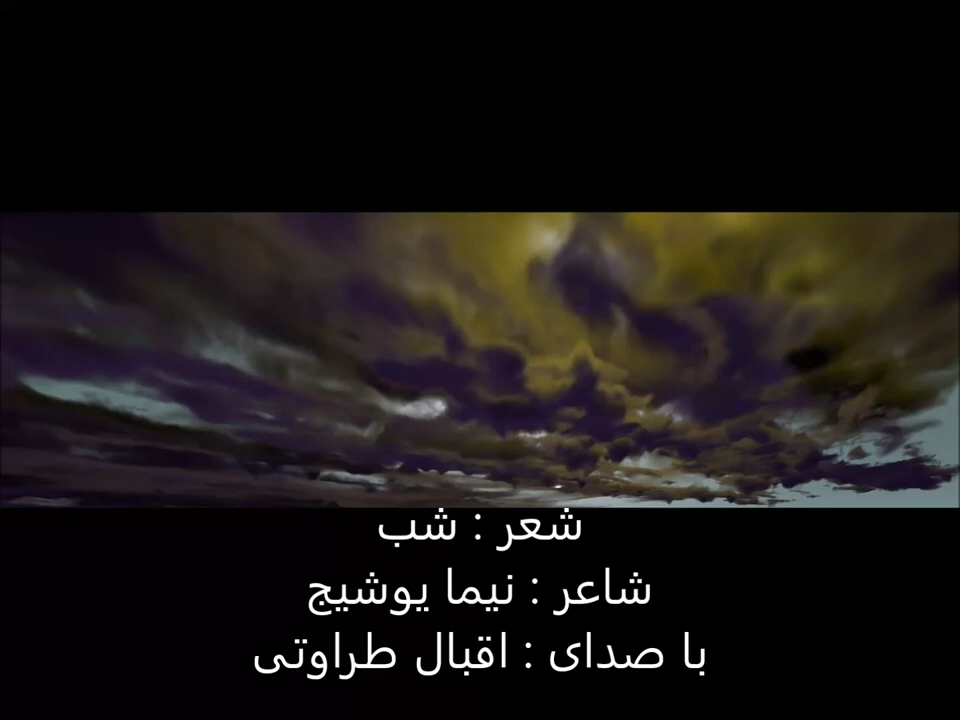 شعر : شب
شاعر : نیما یوشیج
با صدای : اقبال طراوتی